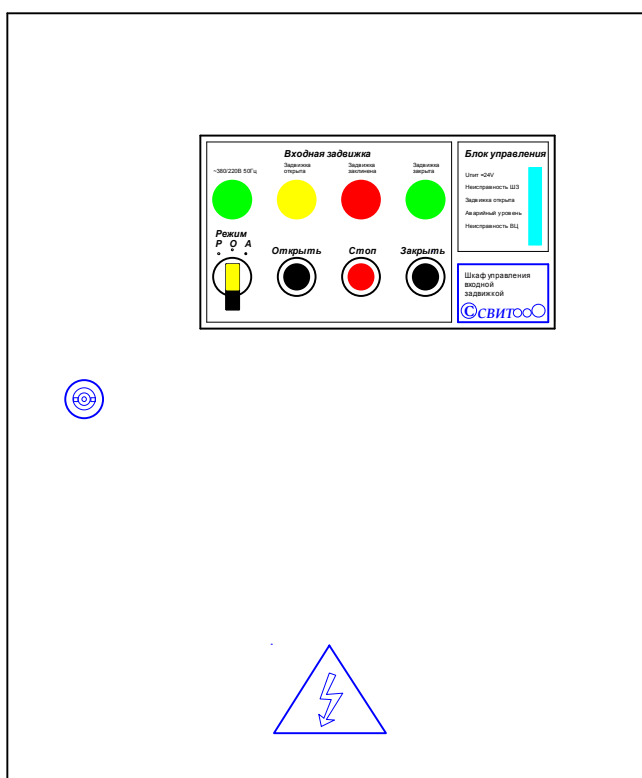 Входная задвижка
~380/220В 50Гц
Задвижка
открыта
Задвижка
заклинена
Задвижка
закрыта
Режим
Р О А
Открыть
Стоп
Закрыть
Блок управления
Uпит =24V
Неисправность ШЗ
Задвижка открыта
Аварийный уровень
Неисправность ВЦ
Шкаф управления
входной
задвижкой
©СВИТ